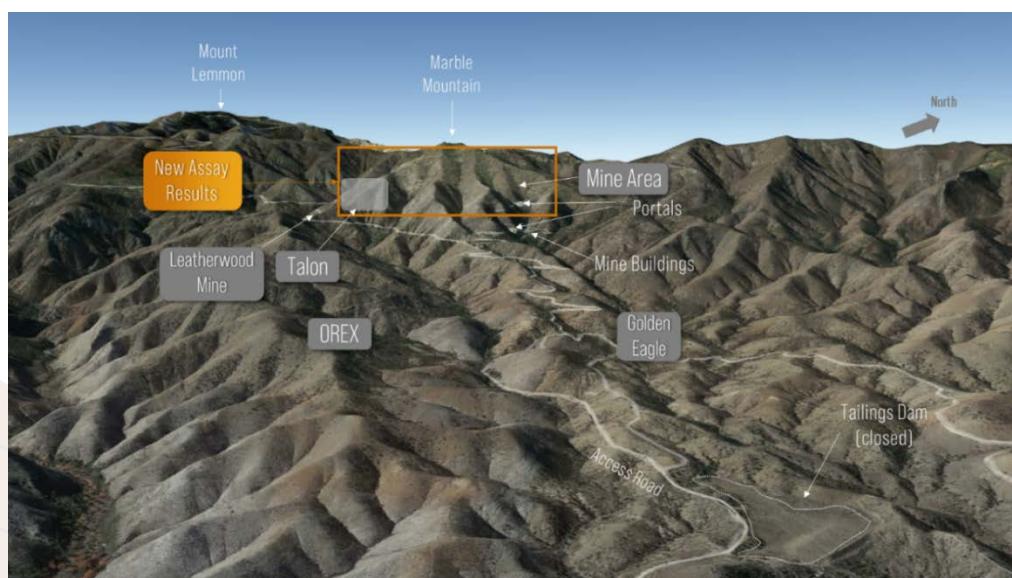 Mount
Lemmon
Marble
Mountain
North
New Assay
Results
Mine Area
Portals
Leatherwood
Mine
Talon
Mine Buildings
OREX
Golden
Eagle
Tailings Dam
(closed)
Access Road